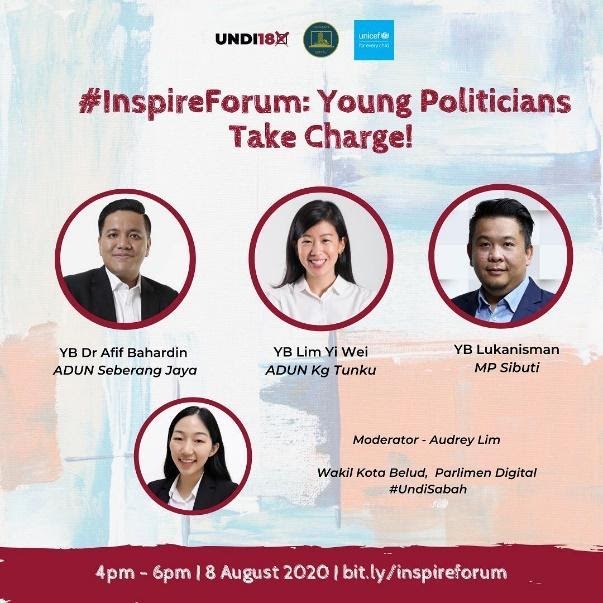 UNDI18
unicef
for every child
#InspireForum: Young Politicians
Take Charge!
YB Dr Afif Bahardin
ADUN Seberang Jaya
YB Lim Yi Wei
ADUN Kg Tunku
YB Lukanisman
MP Sibuti
Moderator - Audrey Lim
Wakil Kota Belud, Parlimen Digital
#UndiSabah
4pm - 6pm | 8 August 2020 | bit.ly/inspireforum